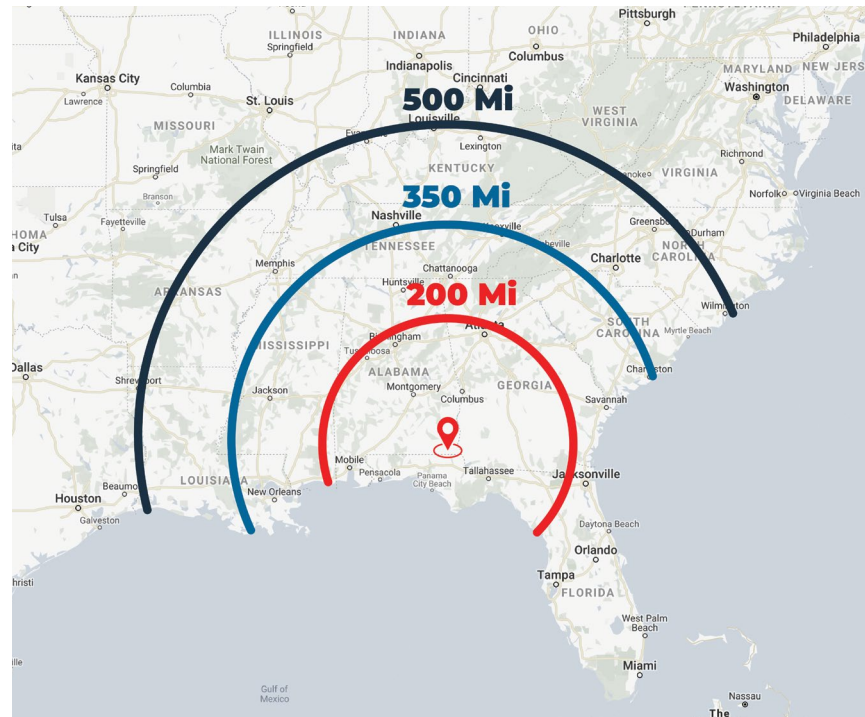 Pittsburgh
ILLINOIS
INDIANA
OHIO
Philadelphia
Springfield
Columbus
Indianapolis
Kansas City
Columbia
Cincinnati
MARYLAND
NEW JERS
Lawrence
St. Louis
500 Mi
Washington
DELAWARE
MISSOURI
Louisville
WEST
VIRGINIA
Mark Twain
National Forest
Lexington
Richmond
Springfield
KENTUCKY
VIRGINIA
Branson
350 Mi
Norfolk
Virginia Beach
Tulsa
Fayetteville
Nashville
Greensb
Durham
HOMA
a City
TENNESSEE
NORTH
CAROLINA
Memphis
Chattanooga
Charlotte
ARKANSAS
Huntsville
200 Mi
Wilmington
SOUTH
CAROLINA
MISSISSIPPI
Birmingham
Atlanta
Myrtle Beach
Tuscaloosa
Dallas
ALABAMA
Charleston
Shreveport
Jackson
Montgomery
GEORGIA
Columbus
Savannah
Mobile
LOUISIANA
Pensacola
Panama
City Beach
Tallahassee
Jacksonville
Houston
Beaumont
New Orleans
Galveston
Daytona Beach
Orlando
Tampa
hristi
FLORIDA
West Palm
Beach
Miami
Gulf of
Mexico
Nassau
The